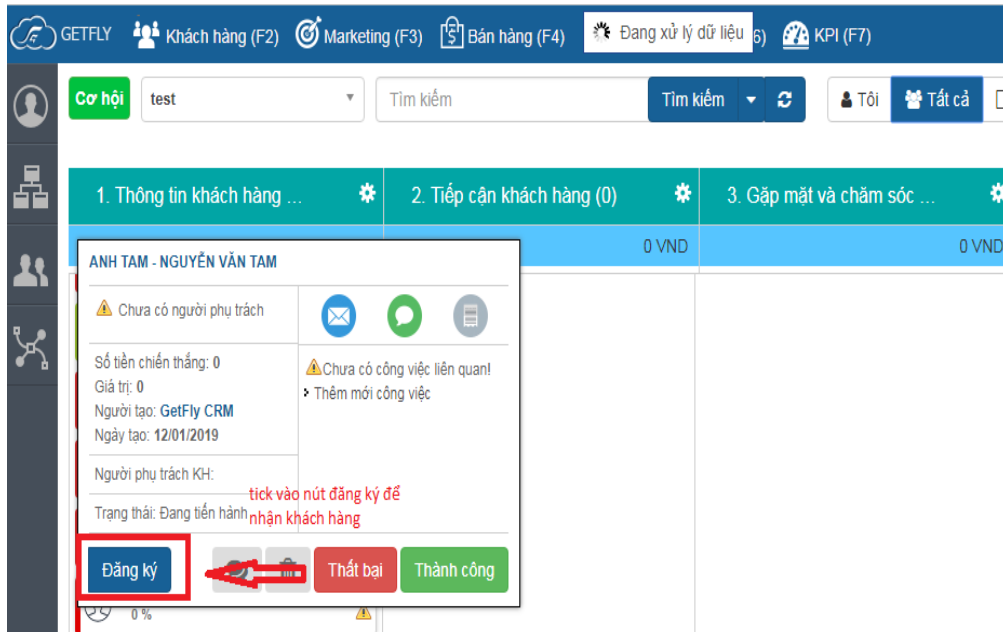 GETFLY Khách hàng (F2) Marketing (F3) Bán hàng (F4) Đang xử lý dữ liệu 6) KPI (F7)
Cơ hội test Tìm kiếm Tìm kiếm Tôi Tất cả
1. Thông tin khách hàng ... 2. Tiếp cận khách hàng (0) 3. Gặp mặt và chăm sóc ...
0 VND 0 VND
ANH TAM - NGUYỄN VĂN TAM
Chưa có người phụ trách
Số tiền chiến thắng: 0
Giá trị: 0
Người tạo: GetFly CRM
Ngày tạo: 12/01/2019
Chưa có công việc liên quan!
Thêm mới công việc
Người phụ trách KH:
Trạng thái: Đang tiến hành
tick vào nút đăng ký để
nhận khách hàng
Đăng ký Thất bại Thành công
0 %